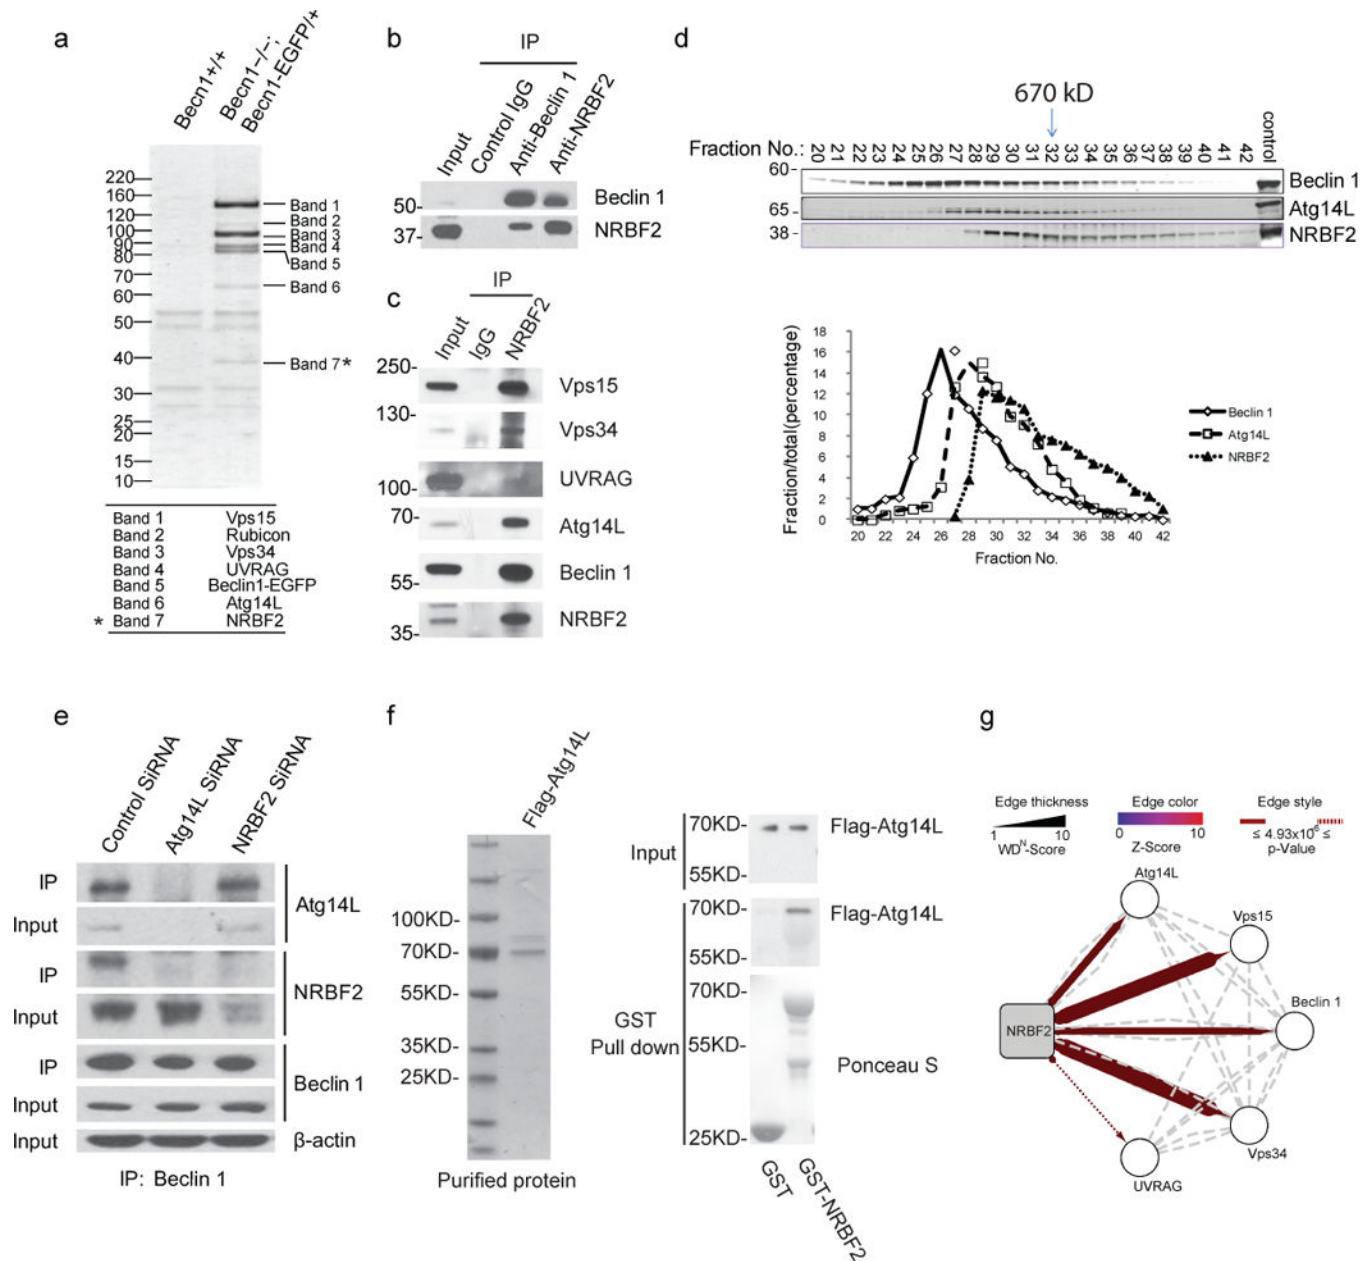 a
Becn1+/+
Becn1−/−;
Becn1-EGFP/+
220
160
120
100
90
80
70
60
50
40
30
25
20
15
10
Band 1
Band 2
Band 3
Band 4
Band 5
Band 6
Band 7*
Band 1 Vps15
Band 2 Rubicon
Band 3 Vps34
Band 4 UVRAG
Band 5 Beclin1-EGFP
Band 6 Atg14L
* Band 7 NRBF2
b
IP
Input
Control IgG
Anti-Beclin 1
Anti-NRBF2
50
Beclin 1
37
NRBF2
c
IP
Input
IgG
NRBF2
250-
Vps15
130-
Vps34
100-
UVRAG
70-
Atg14L
55-
Beclin 1
35-
NRBF2
d
670 kD
Fraction No.: 20 21 22 23 24 25 26 27 28 29 30 31 32 33 34 35 36 37 38 39 40 41 42 control
60- Beclin 1
65- Atg14L
38- NRBF2
Fraction/total(percentage)
18
16
14
12
10
8
6
4
2
0
20 21 22 24 26 28 30 31 32 34 36 38 40 42
Fraction No.
Beclin 1
Atg14L
NRBF2
e
Control SiRNA
Atg14L SiRNA
NRBF2 SiRNA
IP
Input
Atg14L
IP
Input
NRBF2
IP
Input
Beclin 1
Input
β-actin
IP: Beclin 1
f
Flag-Atg14L
100KD-
70KD-
55KD-
35KD-
25KD-
Purified protein
Input
70KD-
Flag-Atg14L
55KD-
GST
Pull down
70KD-
Flag-Atg14L
55KD-
70KD-
55KD-
Ponceau S
25KD-
GST
GST-NRBF2
g
Edge thickness
1 10
WDᴺ-Score
Edge color
0 10
Z-Score
Edge style
≤ 4.93x10⁶ ≤
p-Value
Atg14L
Vps15
Beclin 1
NRBF2
Vps34
UVRAG